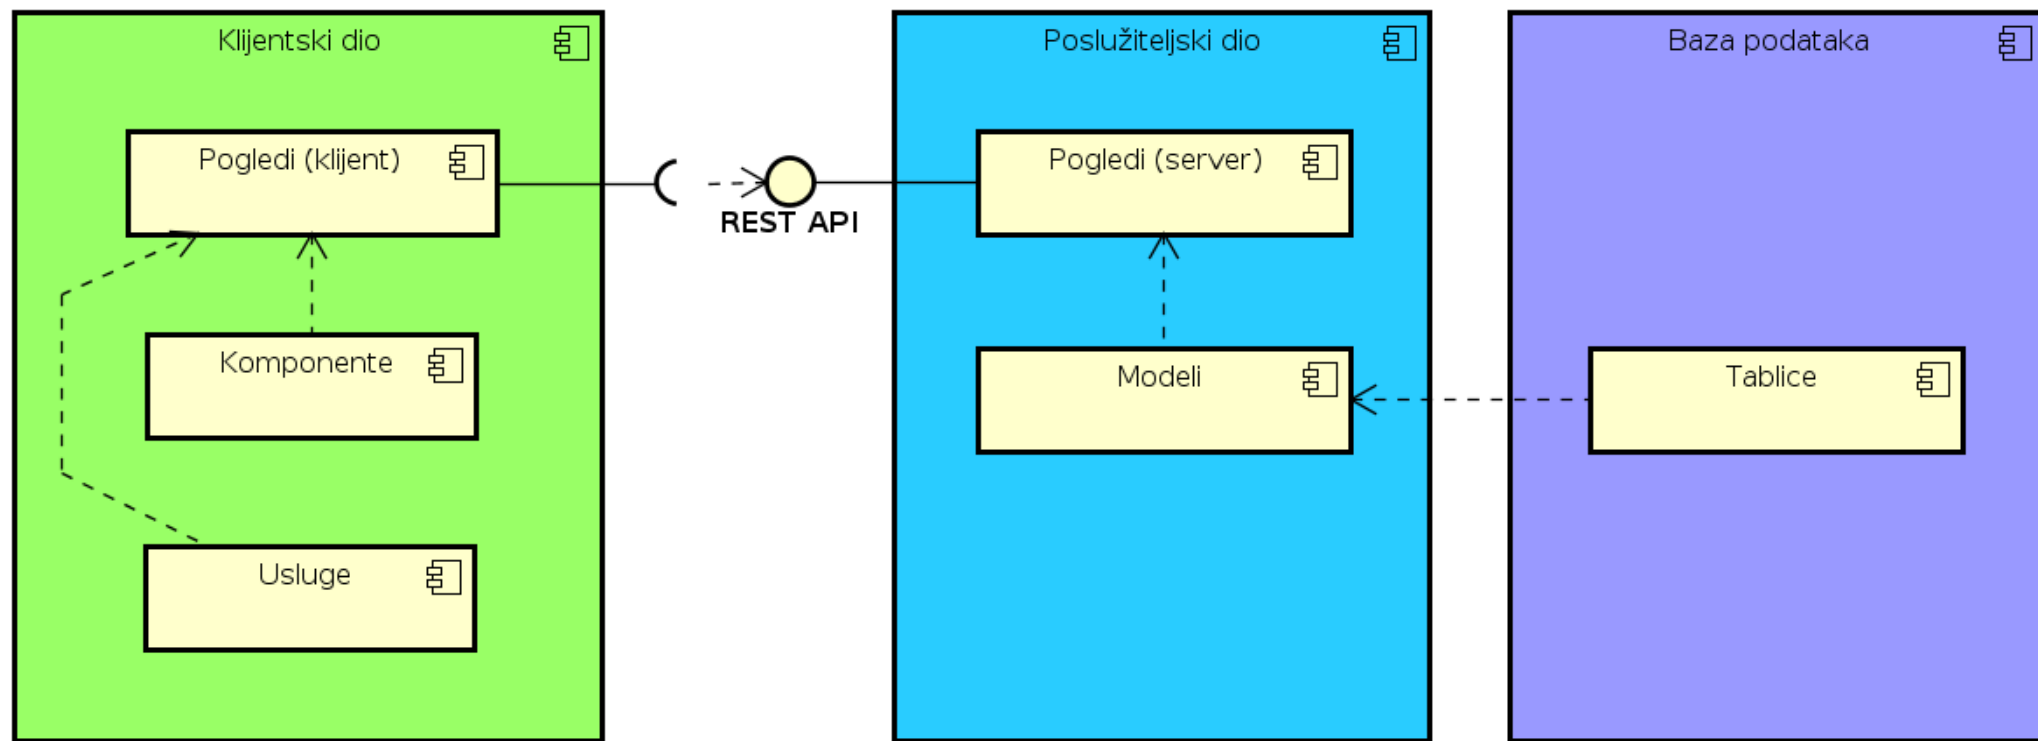 Klijentski dio
Poslužiteljski dio
Baza podataka
Pogledi (klijent)
Pogledi (server)
REST API
Komponente
Modeli
Tablice
Usluge